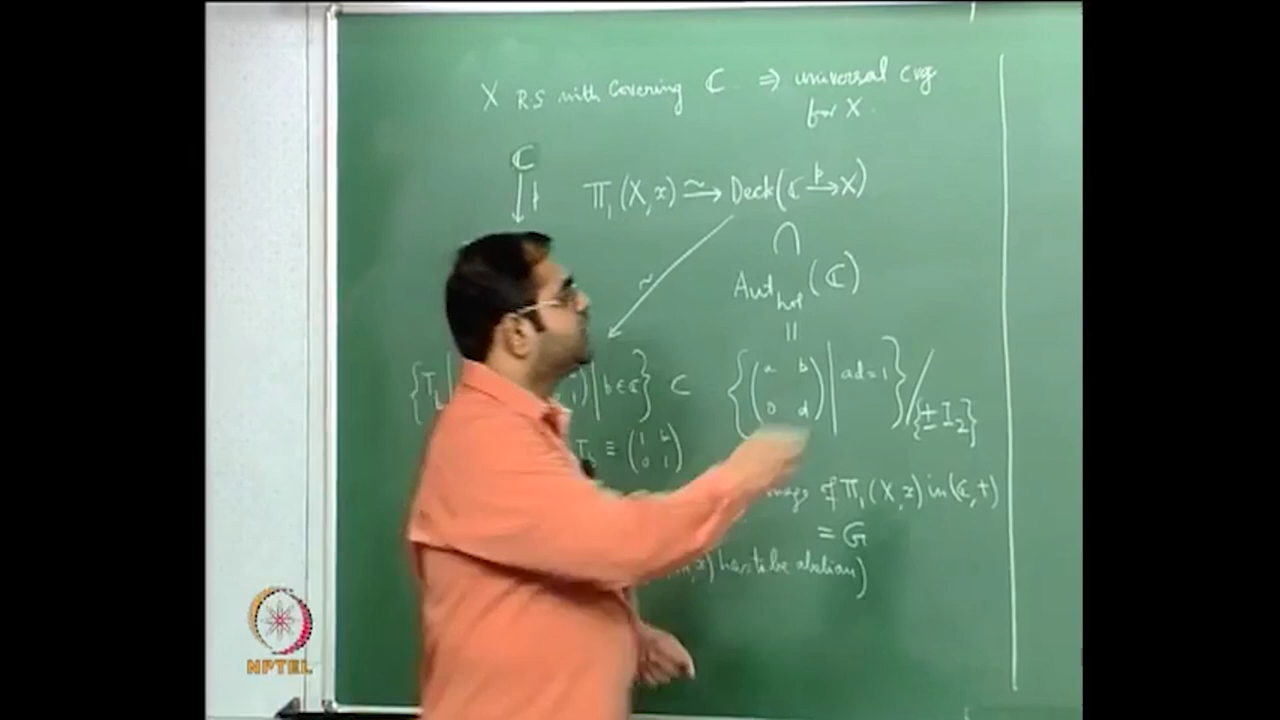 X R.S with Covering ℂ ⇒ universal cvg
for X.
ℂ
↓ p
Π₁(X,x) ⥲ Deck(ℂ →p X)
~
∩
Aut_hol(ℂ)
||
{T_b | 1) | b∈ℂ} ⊂ {(a b / 0 d) | ad=1} / {±I₂}
T_b ≡ (1 b / 0 1)
image of Π₁(X,x) in (ℂ,+)
= G
x) has to be abelian)
NPTEL